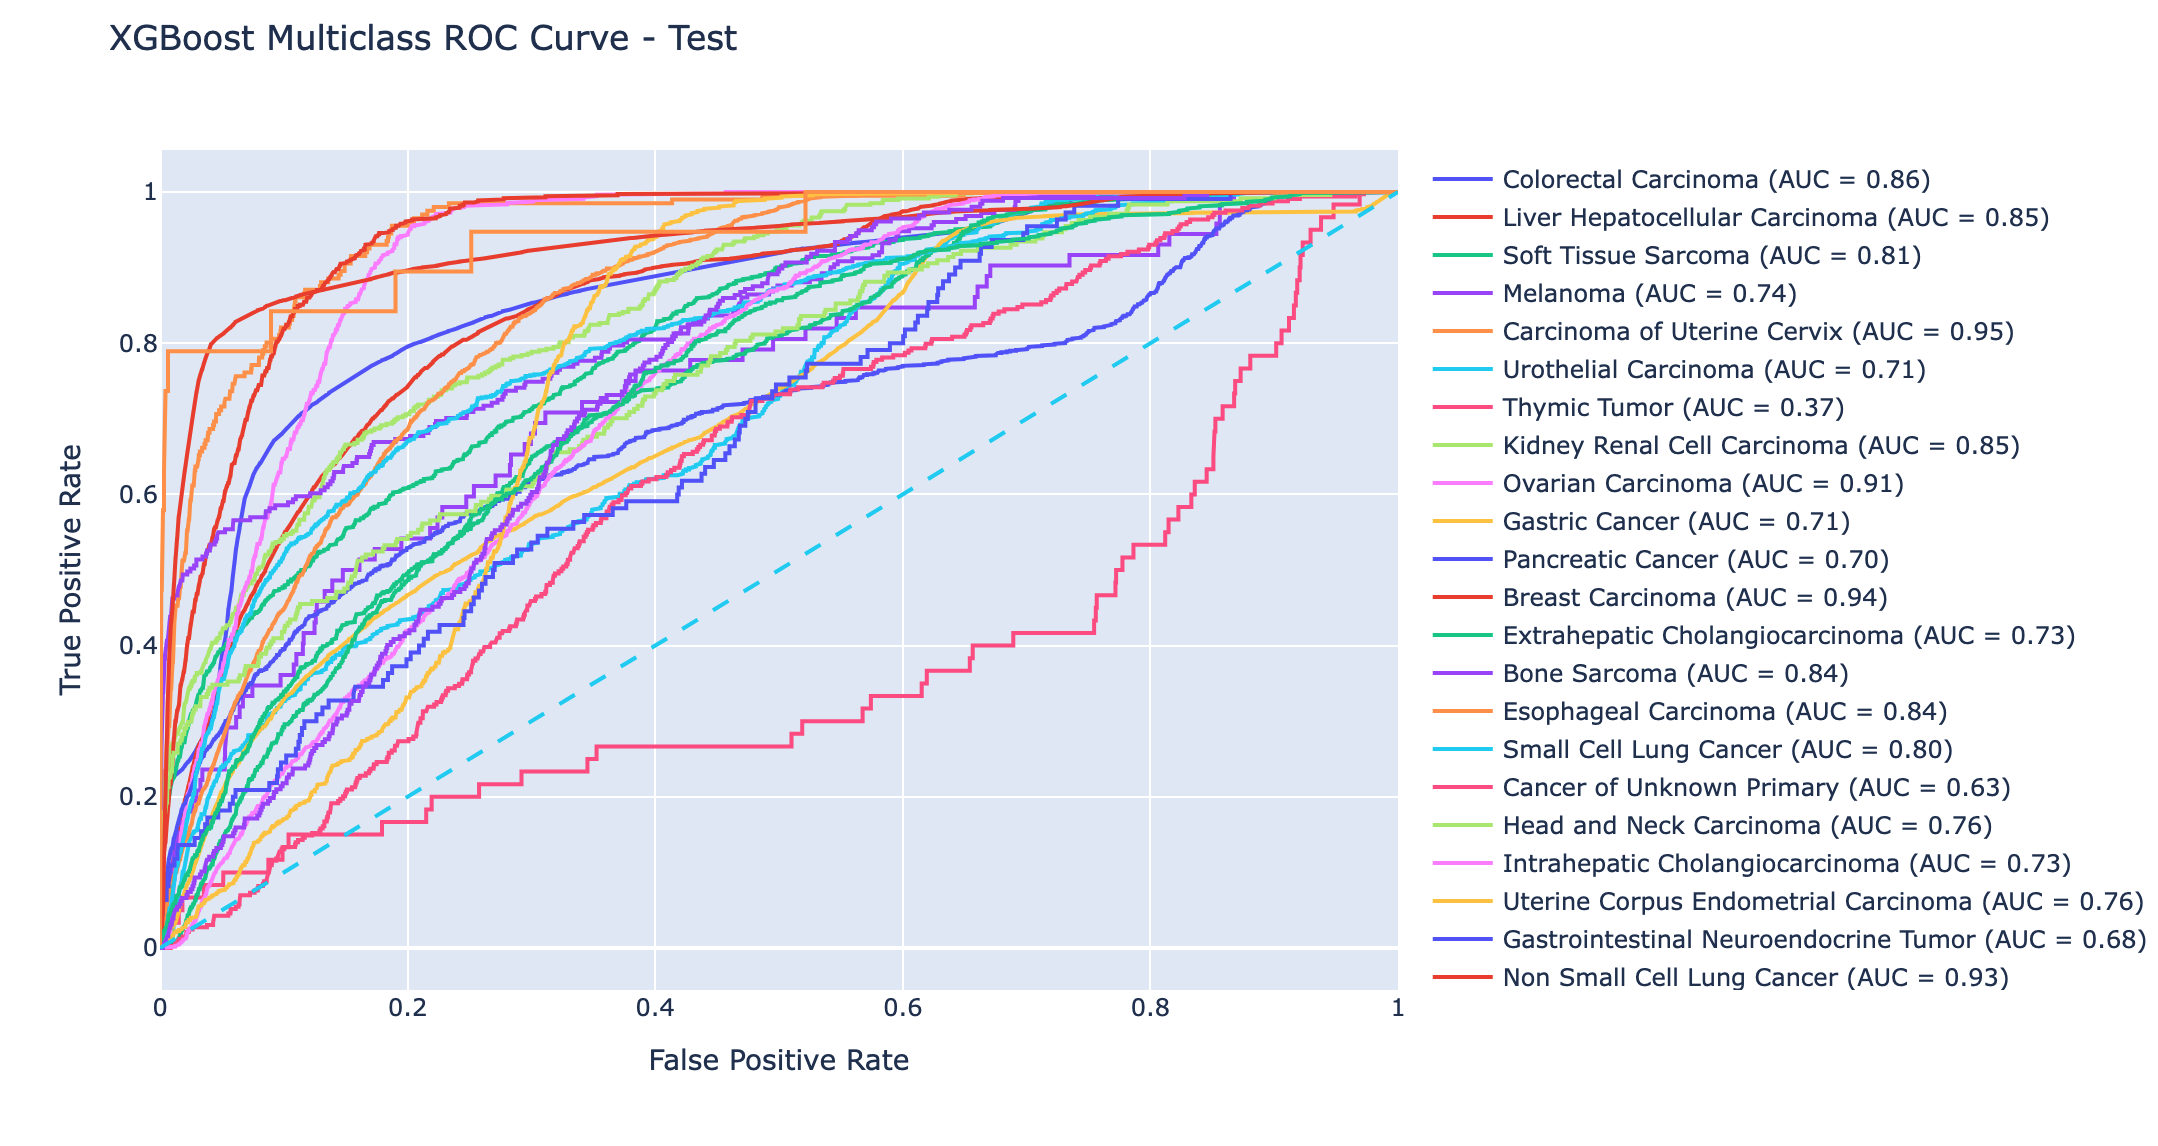 XGBoost Multiclass ROC Curve - Test
Colorectal Carcinoma (AUC = 0.86)
Liver Hepatocellular Carcinoma (AUC = 0.85)
Soft Tissue Sarcoma (AUC = 0.81)
Melanoma (AUC = 0.74)
Carcinoma of Uterine Cervix (AUC = 0.95)
Urothelial Carcinoma (AUC = 0.71)
Thymic Tumor (AUC = 0.37)
Kidney Renal Cell Carcinoma (AUC = 0.85)
Ovarian Carcinoma (AUC = 0.91)
Gastric Cancer (AUC = 0.71)
Pancreatic Cancer (AUC = 0.70)
Breast Carcinoma (AUC = 0.94)
Extrahepatic Cholangiocarcinoma (AUC = 0.73)
Bone Sarcoma (AUC = 0.84)
Esophageal Carcinoma (AUC = 0.84)
Small Cell Lung Cancer (AUC = 0.80)
Cancer of Unknown Primary (AUC = 0.63)
Head and Neck Carcinoma (AUC = 0.76)
Intrahepatic Cholangiocarcinoma (AUC = 0.73)
Uterine Corpus Endometrial Carcinoma (AUC = 0.76)
Gastrointestinal Neuroendocrine Tumor (AUC = 0.68)
Non Small Cell Lung Cancer (AUC = 0.93)
True Positive Rate
1
0.8
0.6
0.4
0.2
0
0 0.2 0.4 0.6 0.8 1
False Positive Rate